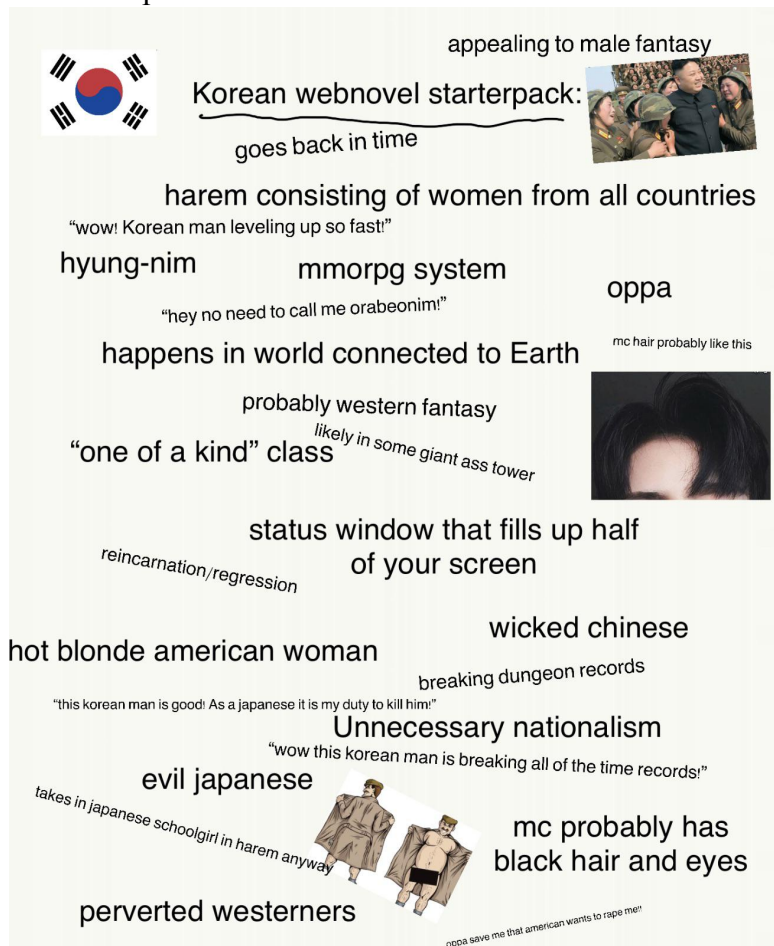 appealing to male fantasy
Korean webnovel starterpack:
goes back in time
harem consisting of women from all countries
“wow! Korean man leveling up so fast!”
hyung-nim
mmorpg system
oppa
“hey no need to call me orabeonim!”
mc hair probably like this
happens in world connected to Earth
probably western fantasy
likely in some giant ass tower
“one of a kind” class
status window that fills up half
of your screen
reincarnation/regression
wicked chinese
hot blonde american woman
breaking dungeon records
“this korean man is good! As a japanese it is my duty to kill him!”
Unnecessary nationalism
“wow this korean man is breaking all of the time records!”
evil japanese
takes in japanese schoolgirl in harem anyway
mc probably has
black hair and eyes
perverted westerners
oppa save me that american wants to rape me!!